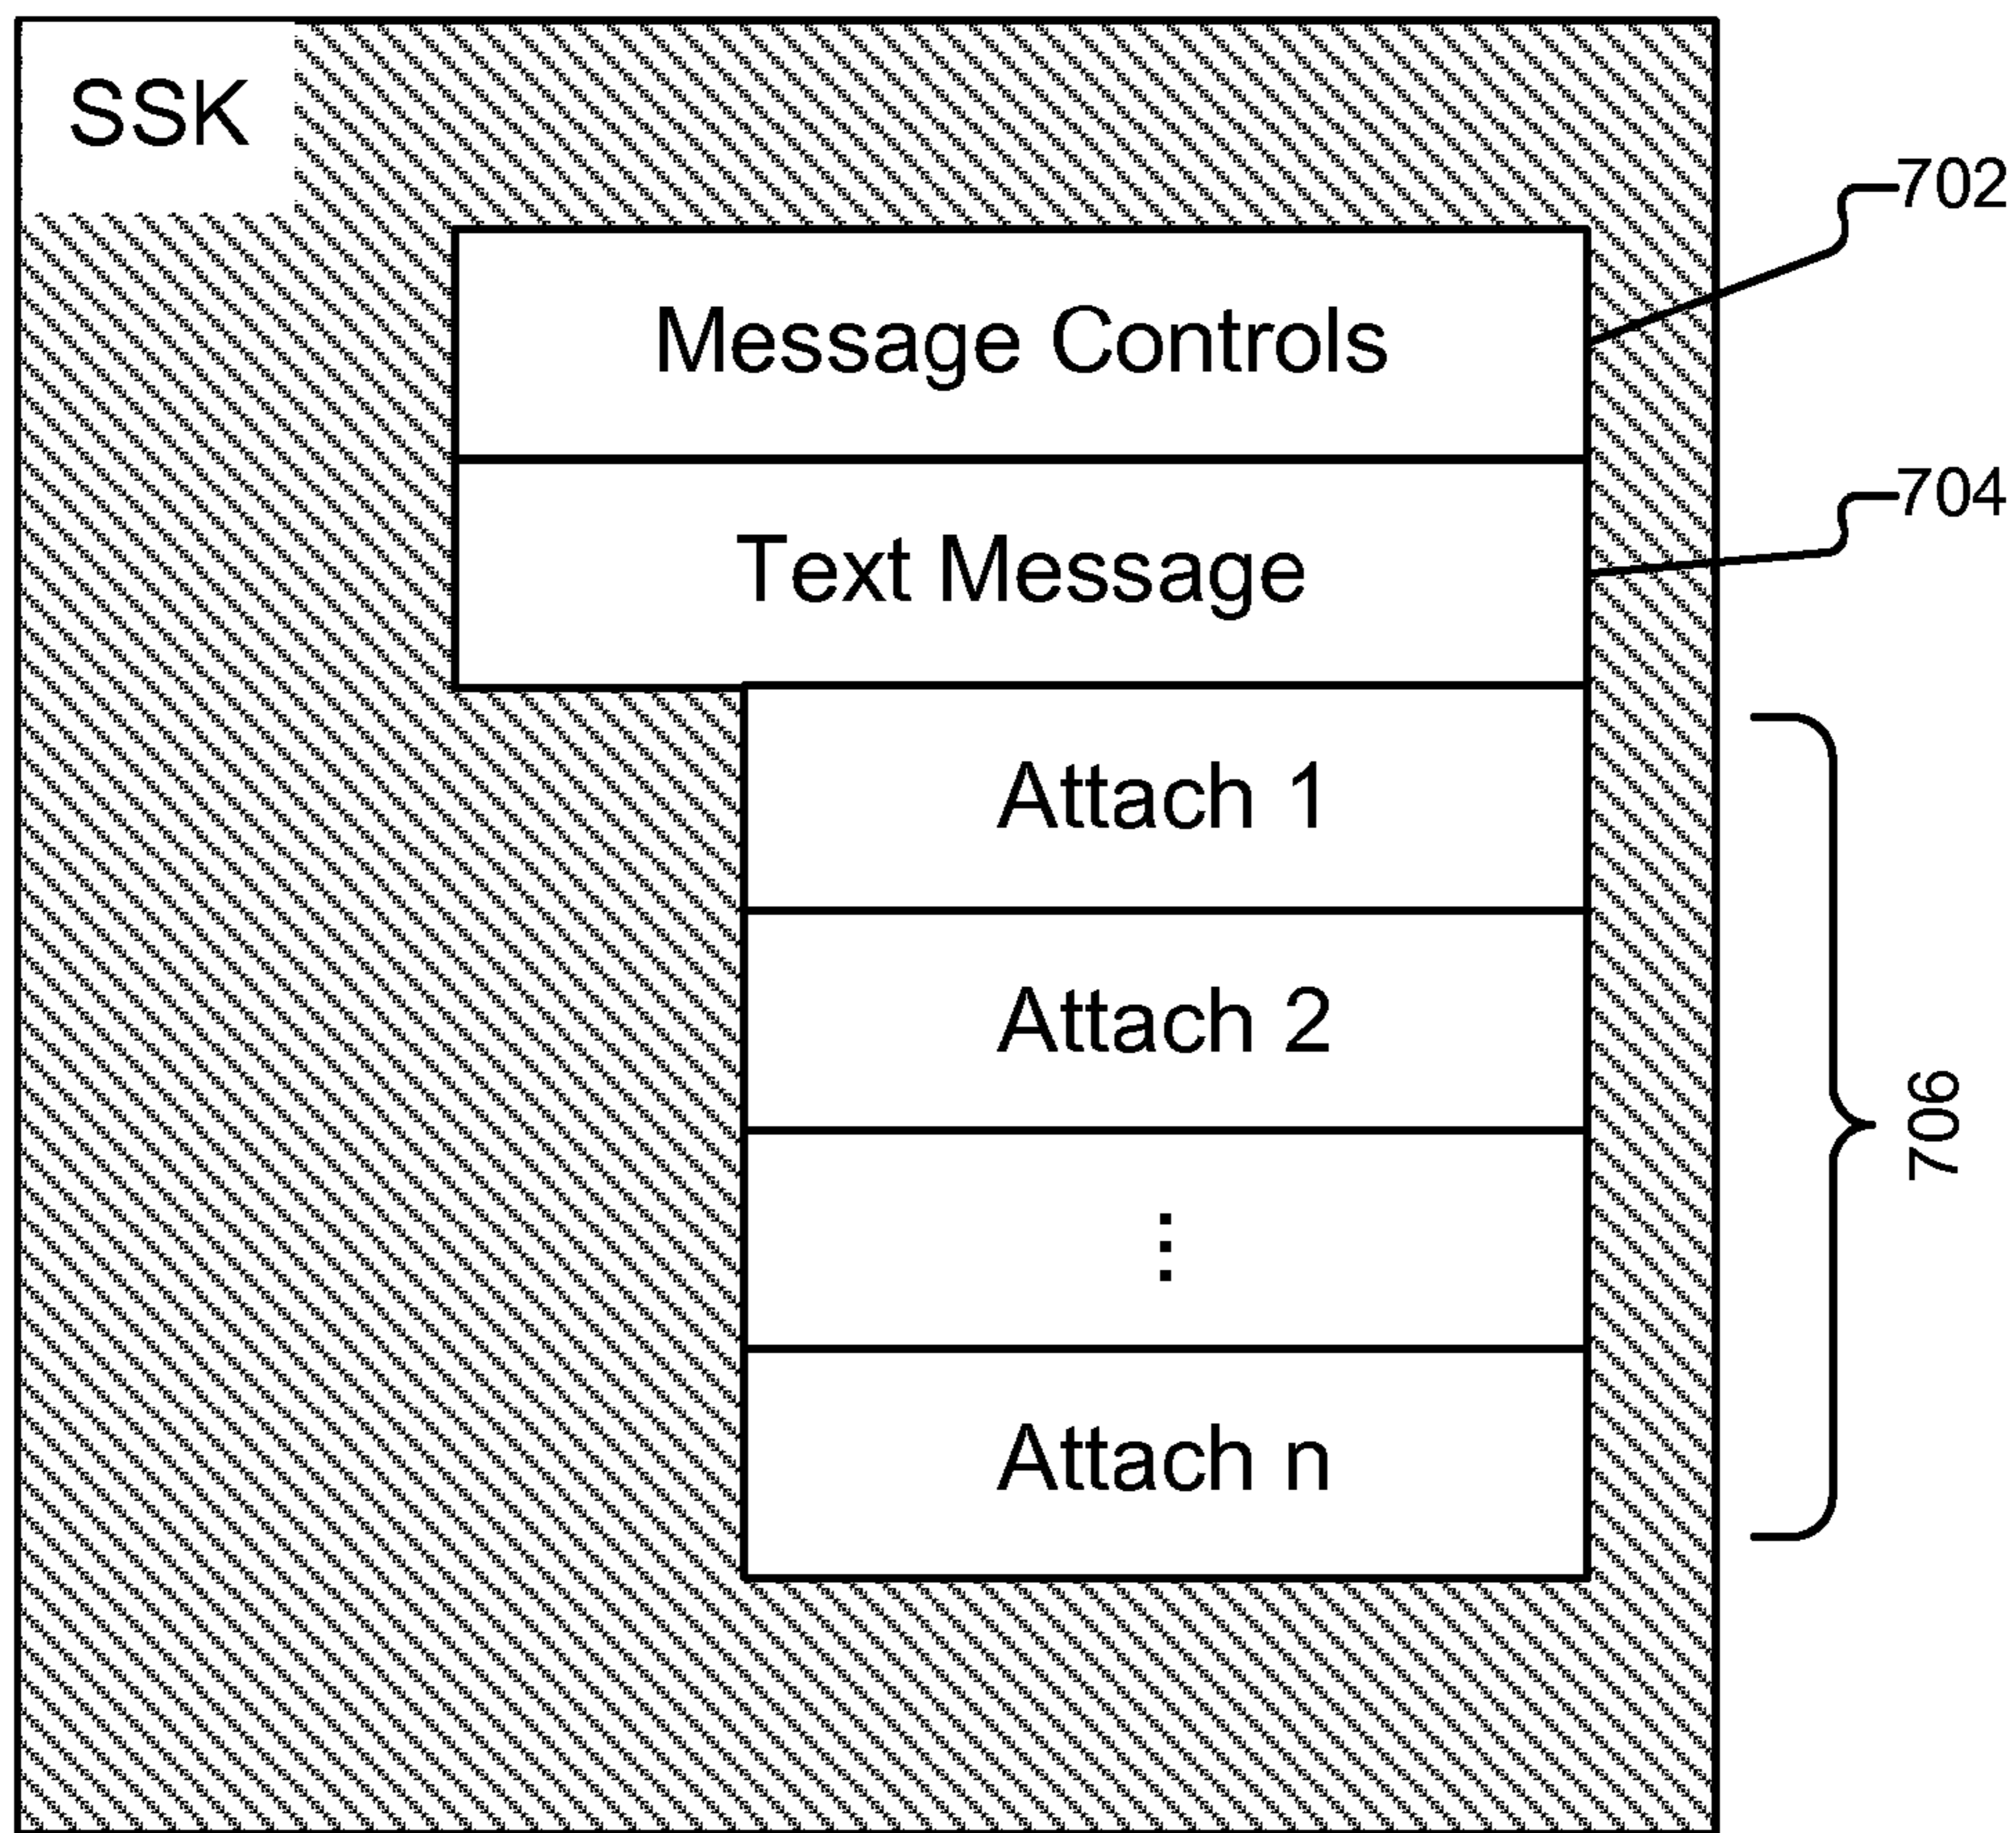 SSK
702
Message Controls
704
Text Message
Attach 1
Attach 2
706
⋮
Attach n